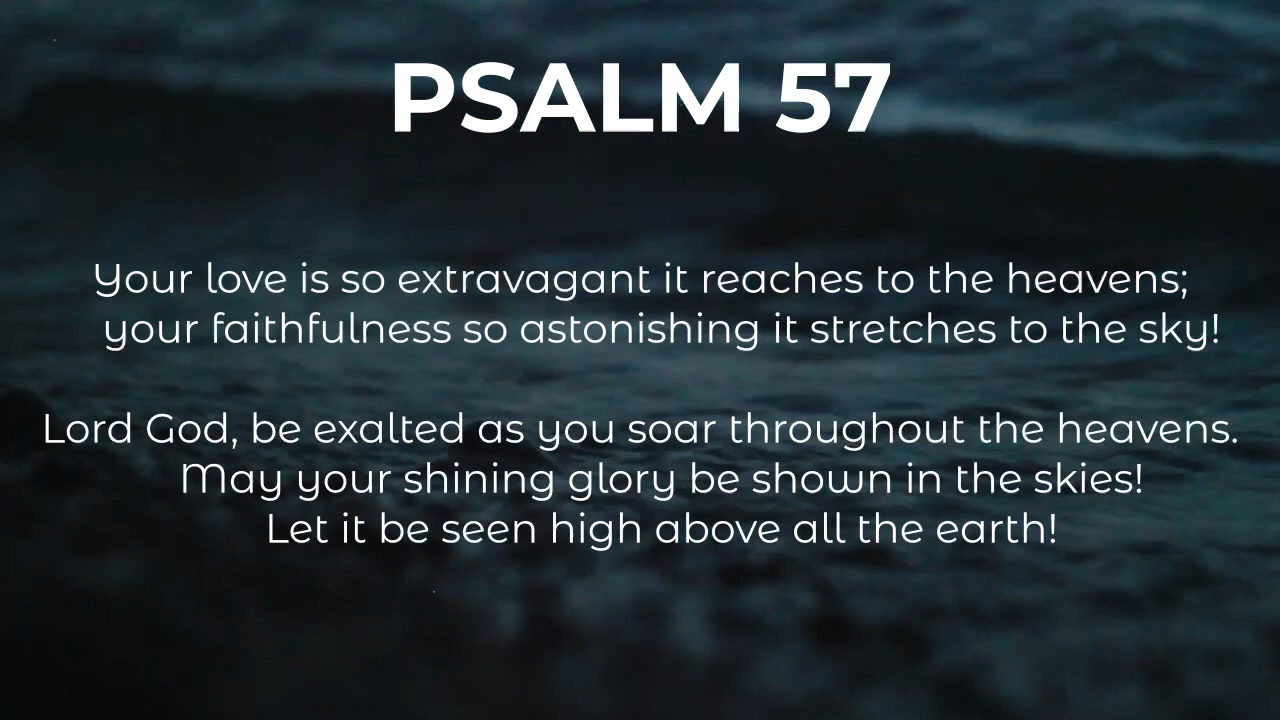 PSALM 57
Your love is so extravagant it reaches to the heavens;
your faithfulness so astonishing it stretches to the sky!
Lord God, be exalted as you soar throughout the heavens.
May your shining glory be shown in the skies!
Let it be seen high above all the earth!